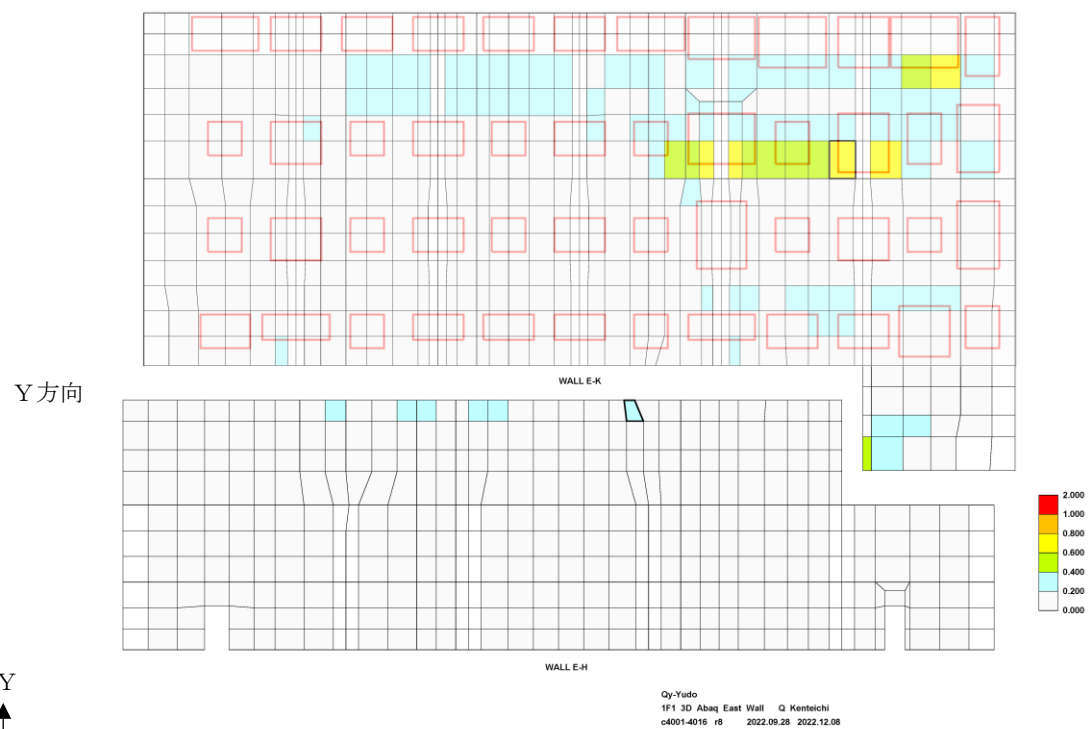 WALL E-K
Y方向
2.000
1.000
0.800
0.600
0.400
0.200
0.000
WALL E-H
Y
Qy-Yudo
1F1 3D Abaq East Wall Q Kenteichi
c4001-4016 r8 2022.09.28 2022.12.08